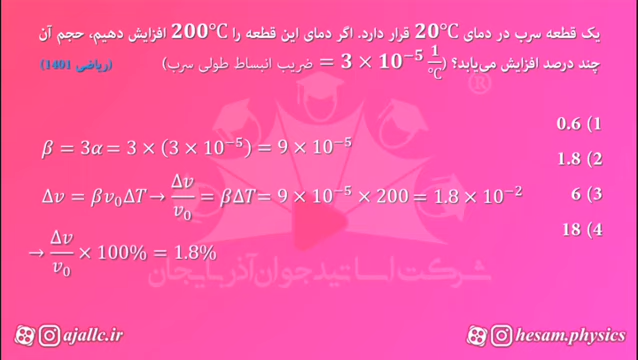 یک قطعه سرب در دمای 20°C قرار دارد. اگر دمای این قطعه را 200°C افزایش دهیم، حجم آن
چند درصد افزایش می‌یابد؟ (ضریب انبساط طولی سرب = 3 × 10⁻⁵ 1/°C) (ریاضی 1401)
1) 0.6
2) 1.8
3) 6
4) 18
β = 3α = 3 × (3 × 10⁻⁵) = 9 × 10⁻⁵
Δv = βv₀ΔT → Δv/v₀ = βΔT = 9 × 10⁻⁵ × 200 = 1.8 × 10⁻²
→ Δv/v₀ × 100% = 1.8%
شرکت اساتید جوان آذربایجان
®
ajallc.ir
hesam.physics